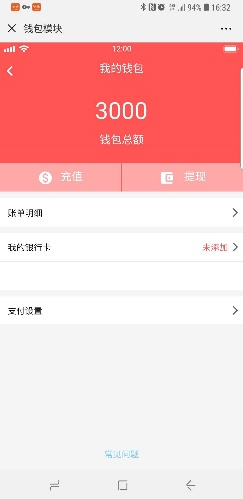 94% 16:32
钱包模块
12:00
我的钱包
3000
钱包总额
充值
提现
账单明细
我的银行卡 未添加
支付设置
常见问题